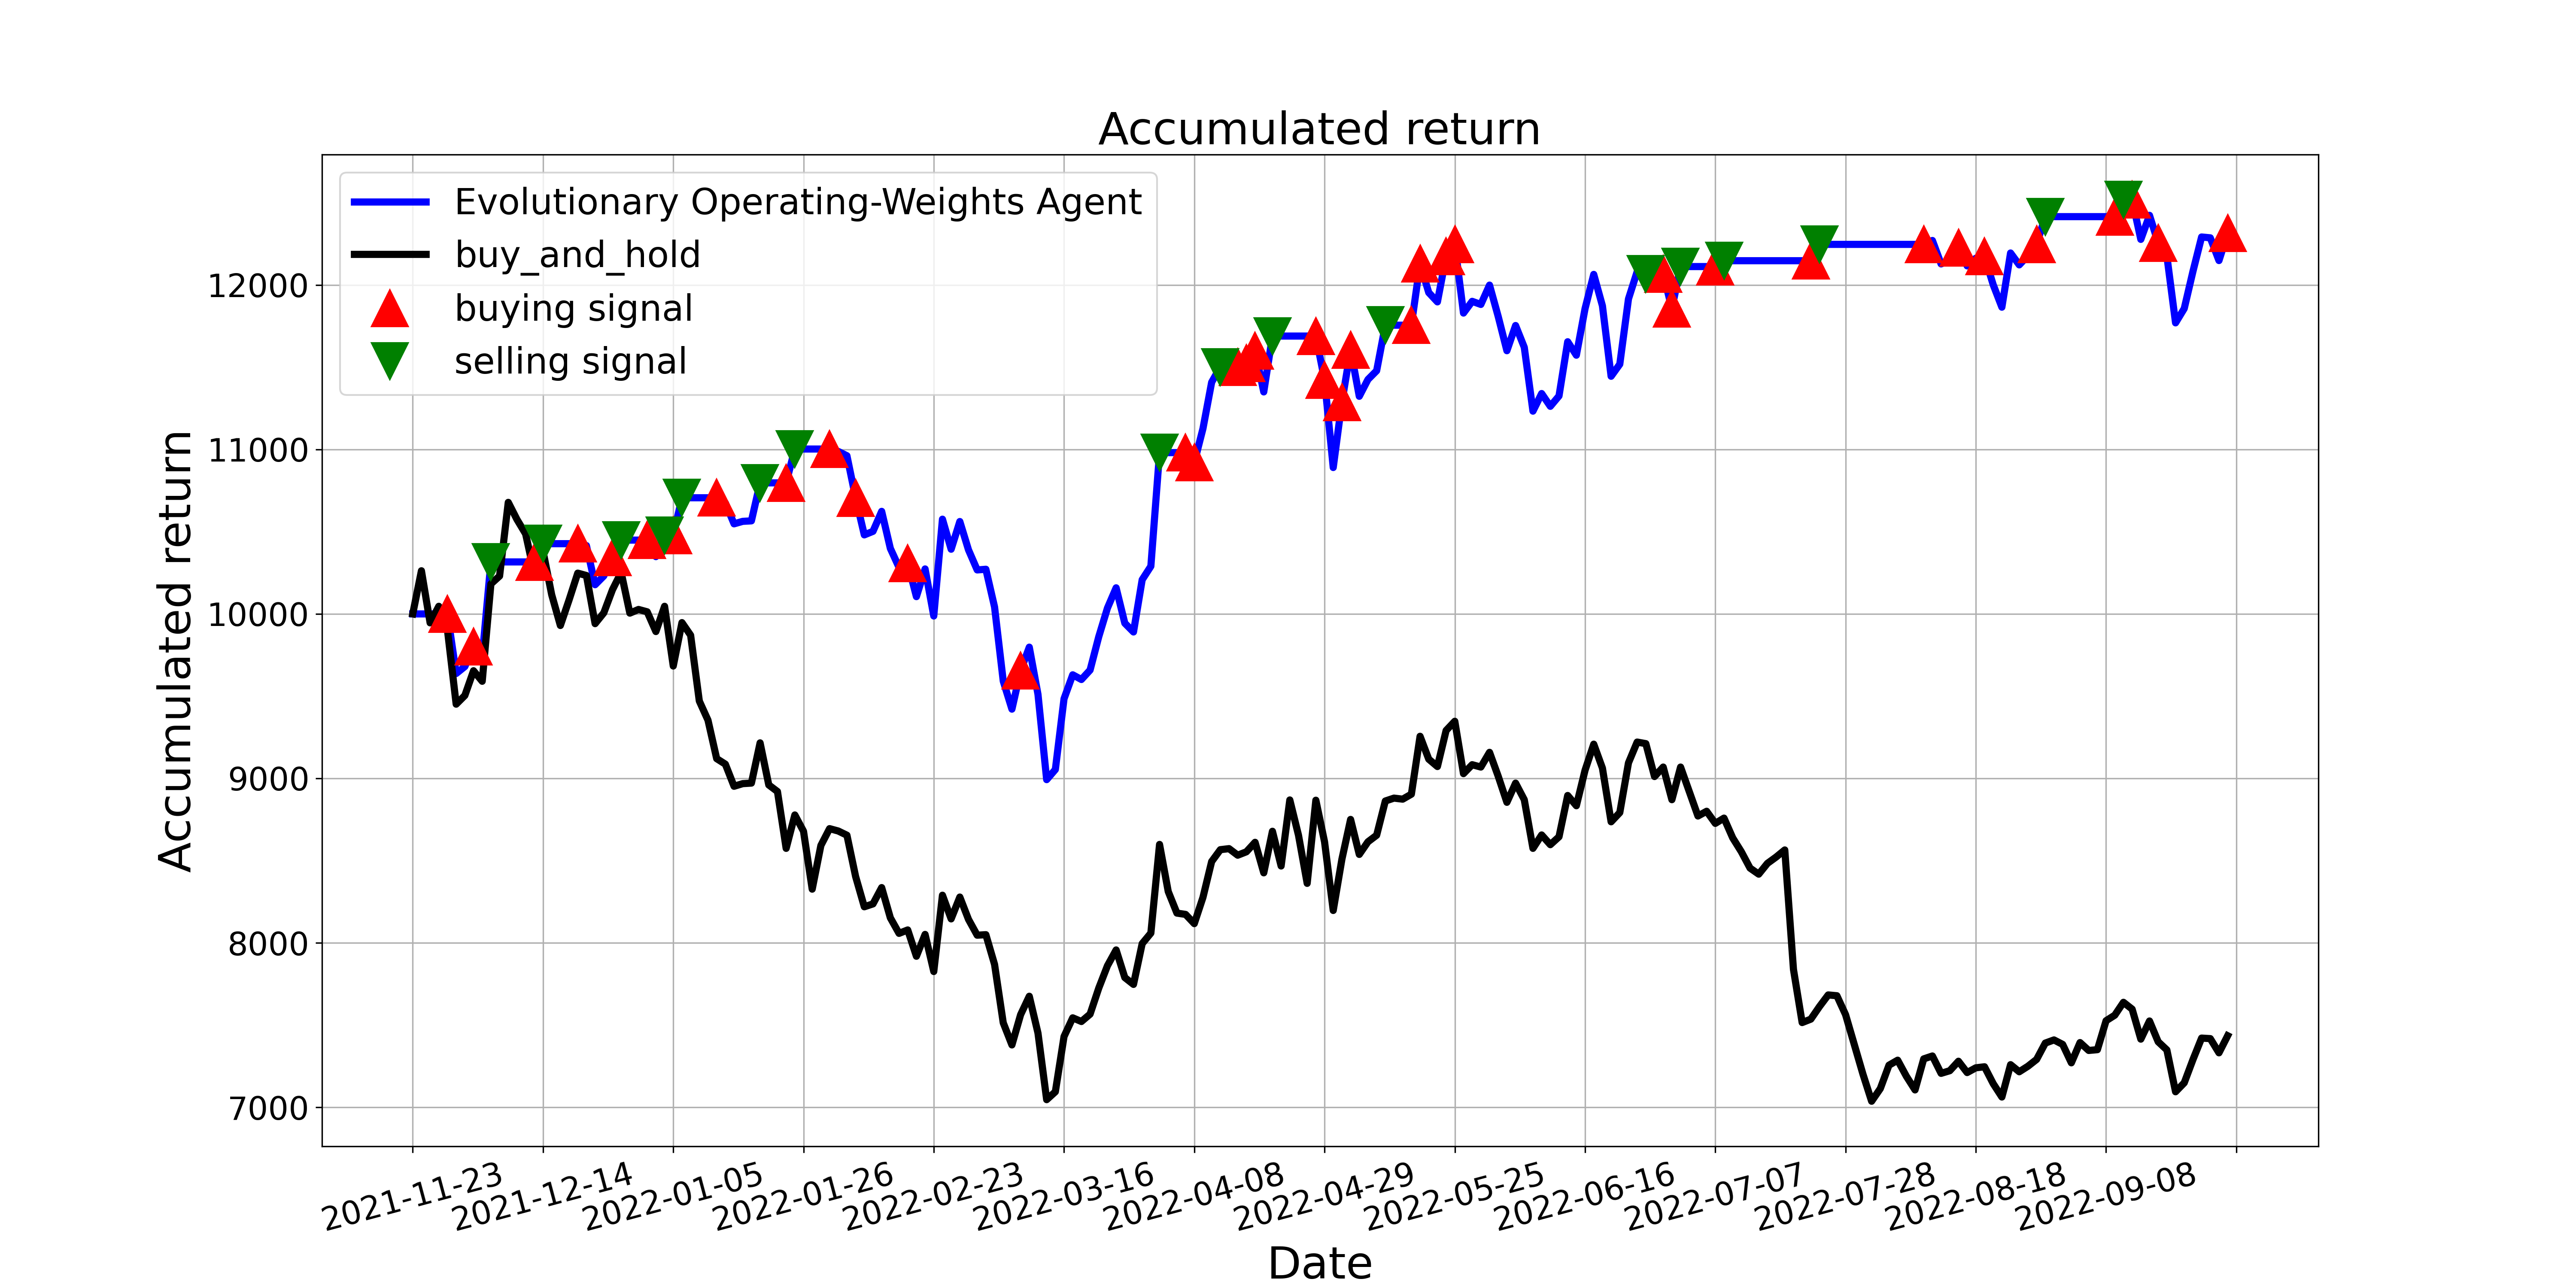 Accumulated return
Evolutionary Operating-Weights Agent
buy_and_hold
buying signal
selling signal
Accumulated return
12000
11000
10000
9000
8000
7000
2021-11-23
2021-12-14
2022-01-05
2022-01-26
2022-02-23
2022-03-16
2022-04-08
2022-04-29
2022-05-25
2022-06-16
2022-07-07
2022-07-28
2022-08-18
2022-09-08
Date